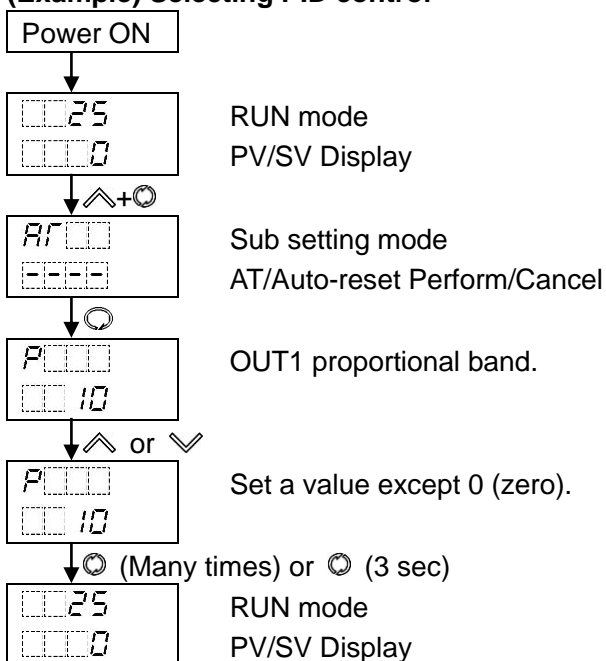 (Example) Selecting PID control
Power ON
25 RUN mode
0 PV/SV Display
+
AT Sub setting mode
---- AT/Auto-reset Perform/Cancel
P OUT1 proportional band.
10
or
P Set a value except 0 (zero).
10
(Many times) or (3 sec)
25 RUN mode
0 PV/SV Display